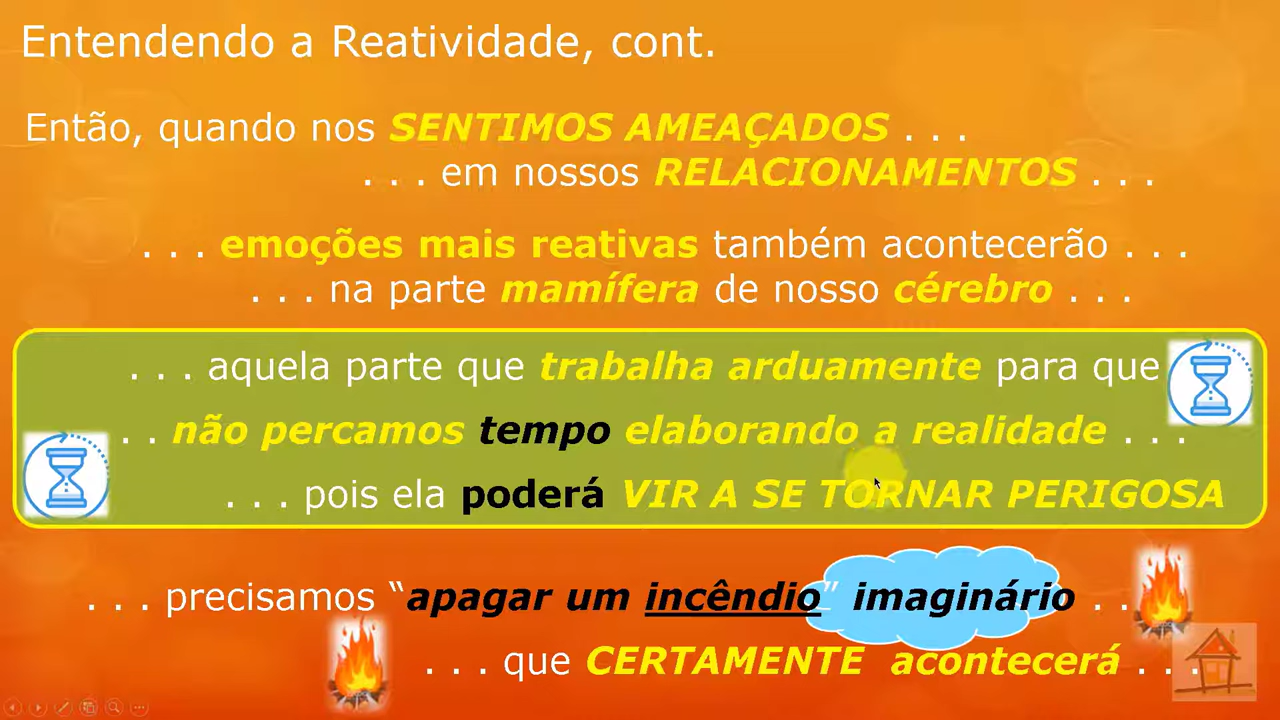 Entendendo a Reatividade, cont.
Então, quando nos SENTIMOS AMEAÇADOS . . .
. . . em nossos RELACIONAMENTOS . . .
. . . emoções mais reativas também acontecerão . . .
. . . na parte mamífera de nosso cérebro . . .
. . . aquela parte que trabalha arduamente para que
. . não percamos tempo elaborando a realidade . . .
. . . pois ela poderá VIR A SE TORNAR PERIGOSA
. . . precisamos “apagar um incêndio” imaginário . .
. . . que CERTAMENTE acontecerá . . .